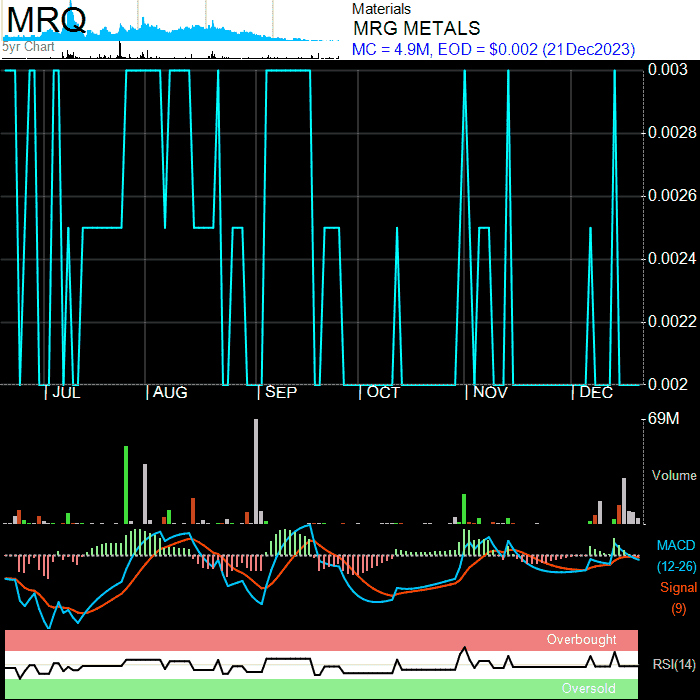 MRQ
5yr Chart
Materials
MRG METALS
MC = 4.9M, EOD = $0.002 (21Dec2023)
0.003
0.0028
0.0026
0.0024
0.0022
0.002
JUL AUG SEP OCT NOV DEC
69M
Volume
MACD
(12-26)
Signal
(9)
Overbought
RSI(14)
Oversold